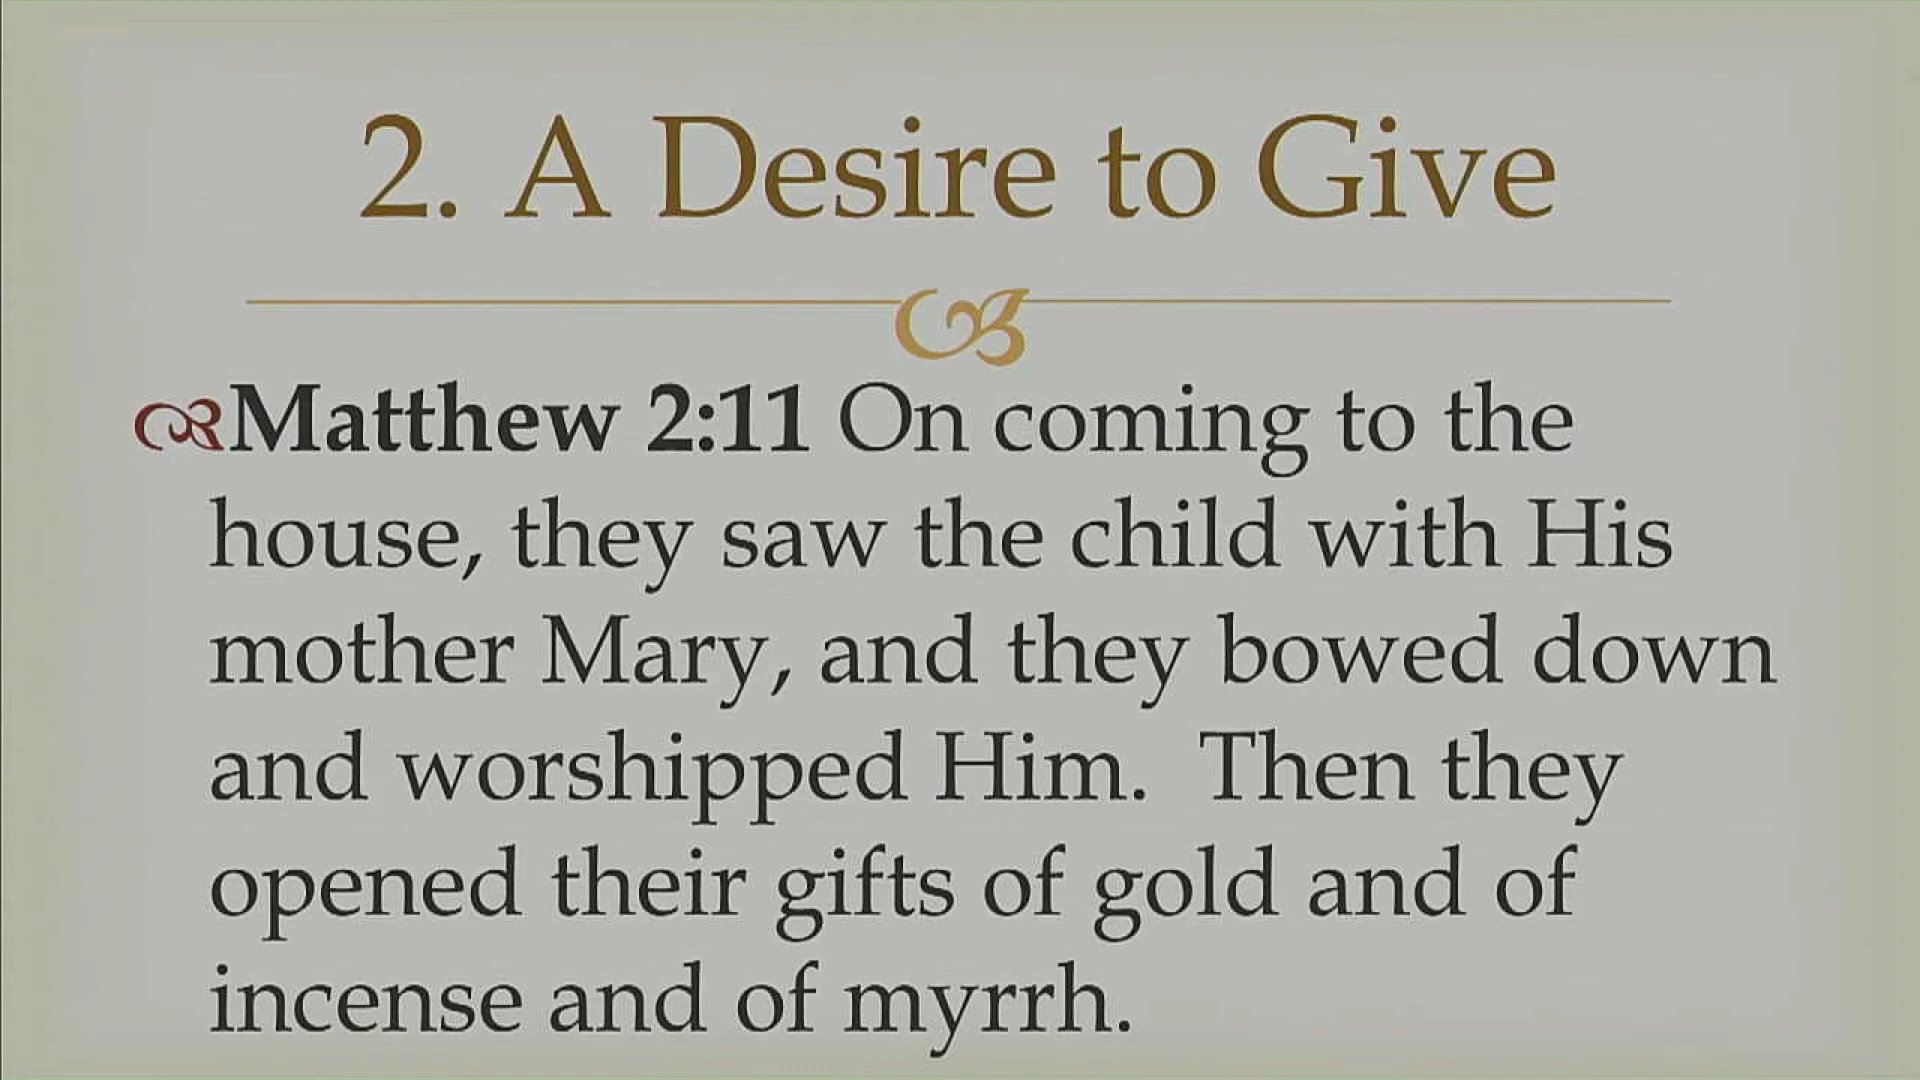 2. A Desire to Give
Matthew 2:11 On coming to the
house, they saw the child with His
mother Mary, and they bowed down
and worshipped Him.  Then they
opened their gifts of gold and of
incense and of myrrh.